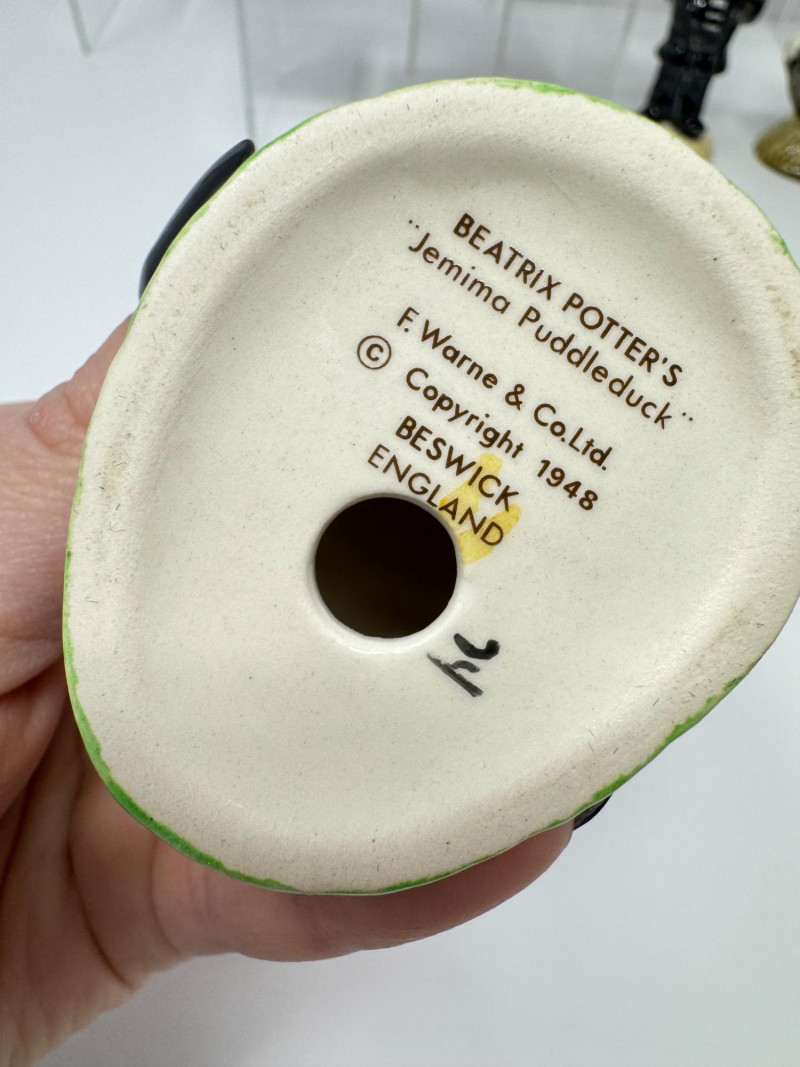 BEATRIX POTTER'S
"Jemima Puddleduck"
F. Warne & Co.Ltd.
© Copyright 1948
BESWICK
ENGLAND